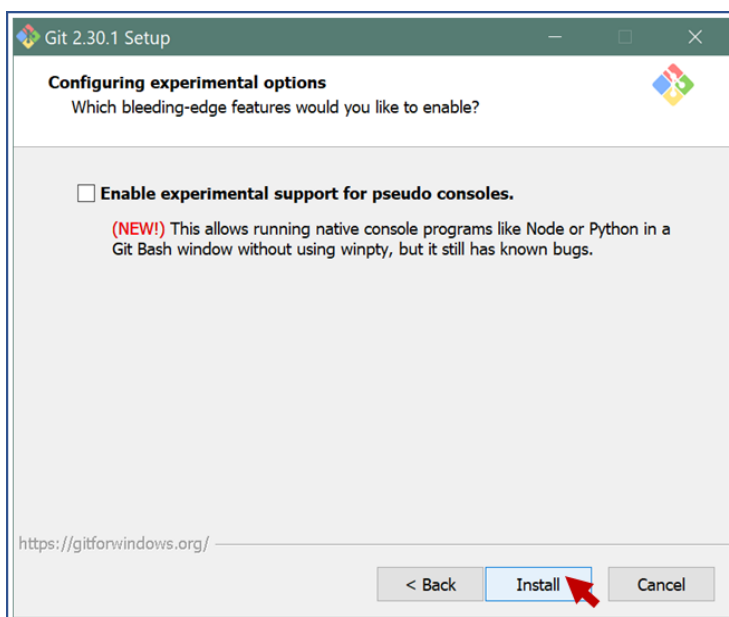 Git 2.30.1 Setup
Configuring experimental options
Which bleeding-edge features would you like to enable?
Enable experimental support for pseudo consoles.
(NEW!) This allows running native console programs like Node or Python in a
Git Bash window without using winpty, but it still has known bugs.
https://gitforwindows.org/
< Back Install Cancel